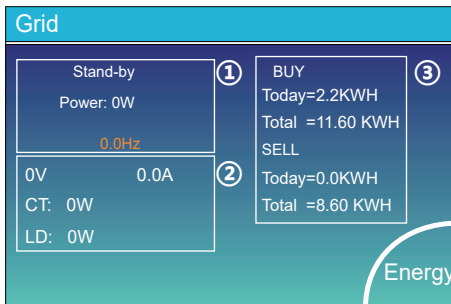 Grid
Stand-by
Power: 0W
0.0Hz
①
0V 0.0A
CT: 0W
LD: 0W
②
BUY
Today=2.2KWH
Total =11.60 KWH
SELL
Today=0.0KWH
Total =8.60 KWH
③
Energy